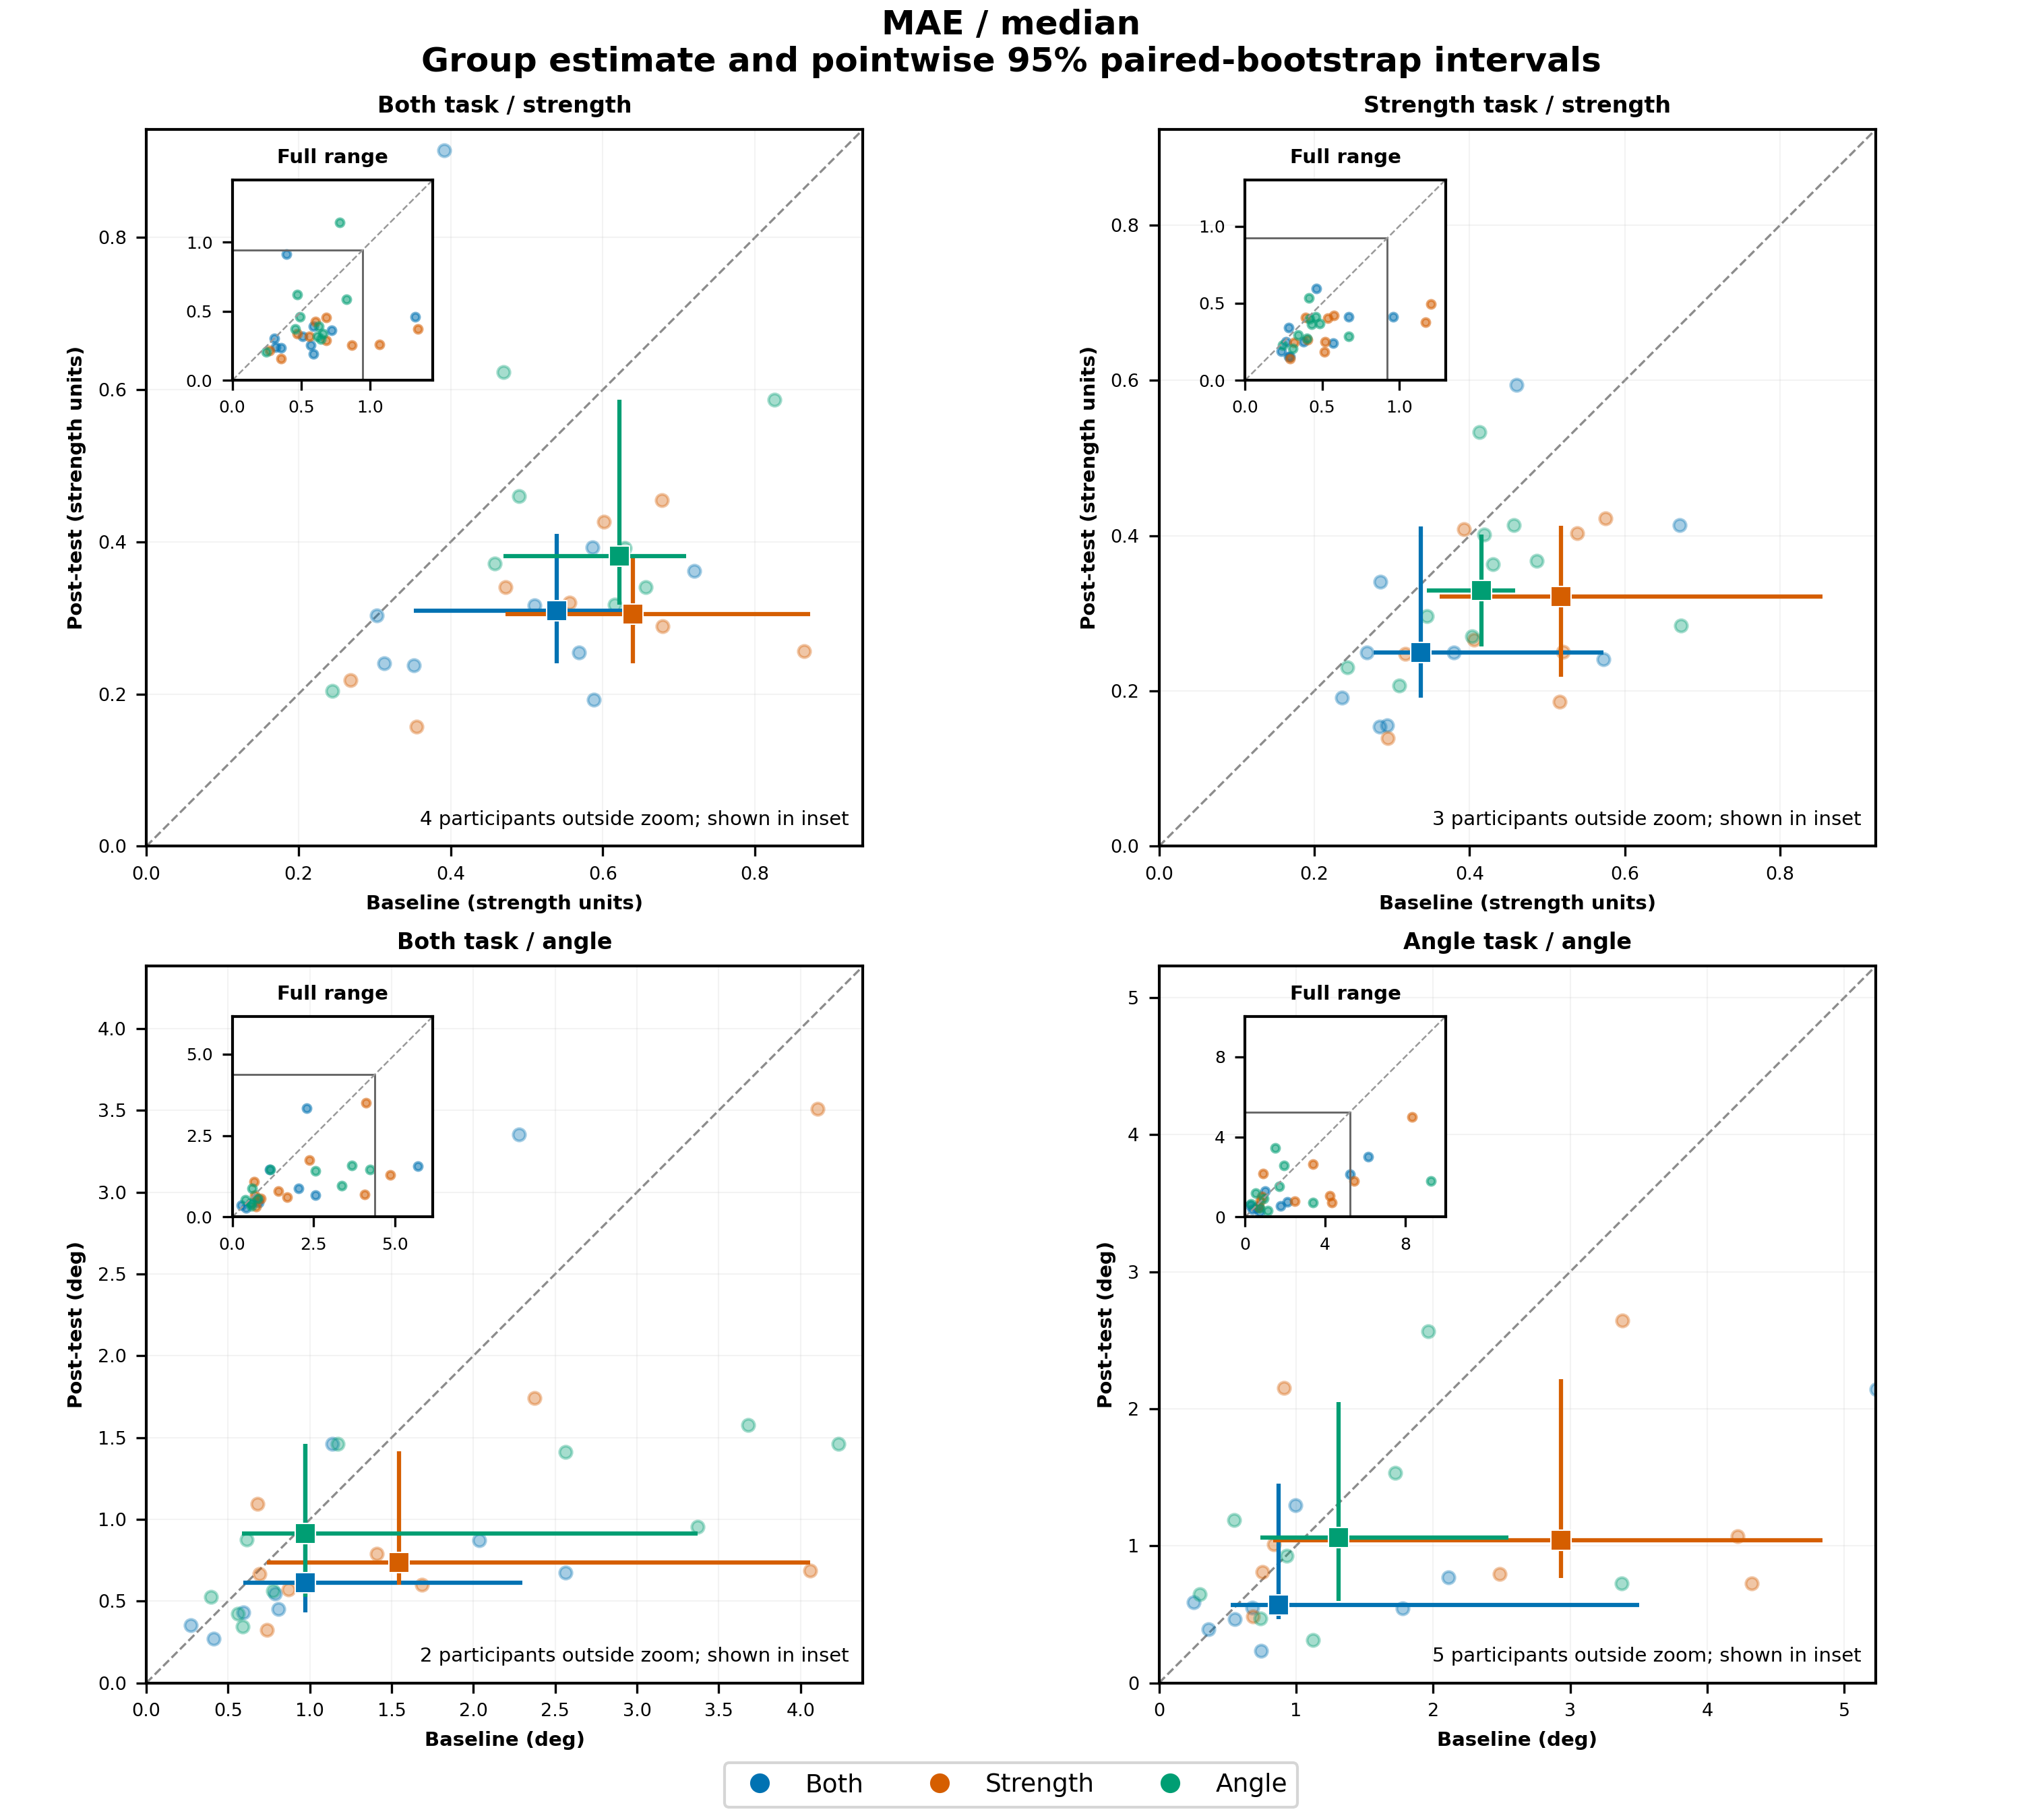 MAE / median
Group estimate and pointwise 95% paired-bootstrap intervals
Both task / strength
Full range
1.0
0.5
0.0
0.0 0.5 1.0
0.8
0.6
0.4
0.2
0.0
0.0 0.2 0.4 0.6 0.8
Post-test (strength units)
4 participants outside zoom; shown in inset
Baseline (strength units)
Strength task / strength
Full range
1.0
0.5
0.0
0.0 0.5 1.0
0.8
0.6
0.4
0.2
0.0
0.0 0.2 0.4 0.6 0.8
Post-test (strength units)
3 participants outside zoom; shown in inset
Baseline (strength units)
Both task / angle
Full range
5.0
2.5
0.0
0.0 2.5 5.0
4.0
3.5
3.0
2.5
2.0
1.5
1.0
0.5
0.0
0.0 0.5 1.0 1.5 2.0 2.5 3.0 3.5 4.0
Post-test (deg)
2 participants outside zoom; shown in inset
Baseline (deg)
Angle task / angle
Full range
8
4
0
0 4 8
5
4
3
2
1
0
0 1 2 3 4 5
Post-test (deg)
5 participants outside zoom; shown in inset
Baseline (deg)
Both Strength Angle